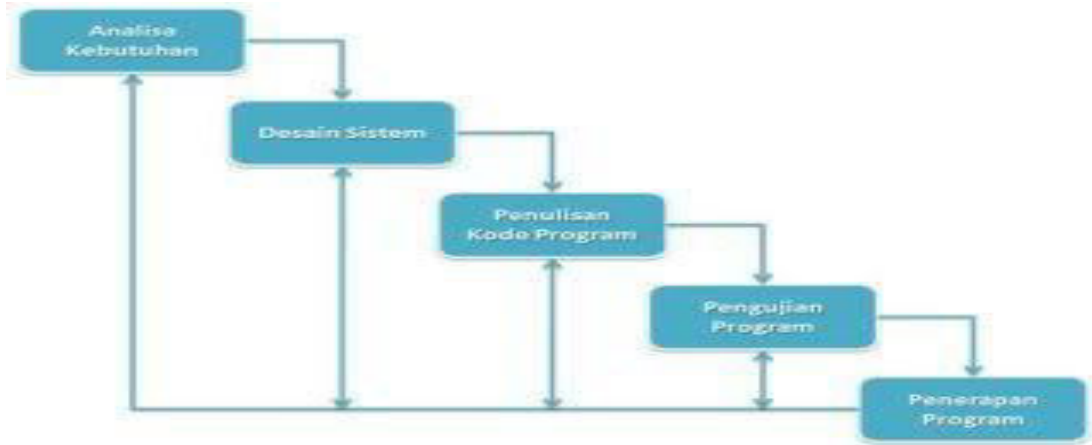 Analisa
Kebutuhan
Desain Sistem
Penulisan
Kode Program
Pengujian
Program
Penerapan
Program